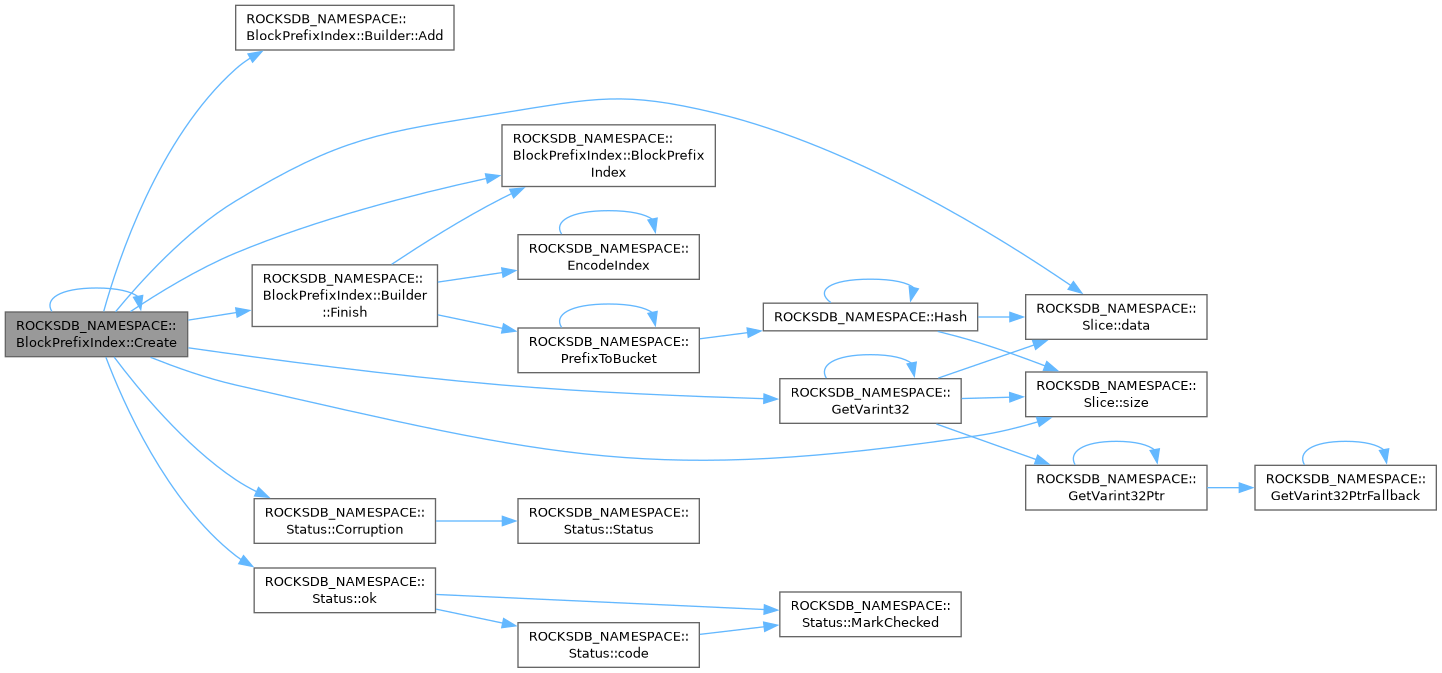 ROCKSDB_NAMESPACE::
BlockPrefixIndex::Builder::Add
ROCKSDB_NAMESPACE::
BlockPrefixIndex::BlockPrefix
Index
ROCKSDB_NAMESPACE::
EncodeIndex
ROCKSDB_NAMESPACE::
BlockPrefixIndex::Builder
::Finish
ROCKSDB_NAMESPACE::Hash
ROCKSDB_NAMESPACE::
Slice::data
ROCKSDB_NAMESPACE::
BlockPrefixIndex::Create
ROCKSDB_NAMESPACE::
PrefixToBucket
ROCKSDB_NAMESPACE::
GetVarint32
ROCKSDB_NAMESPACE::
Slice::size
ROCKSDB_NAMESPACE::
GetVarint32Ptr
ROCKSDB_NAMESPACE::
GetVarint32PtrFallback
ROCKSDB_NAMESPACE::
Status::Corruption
ROCKSDB_NAMESPACE::
Status::Status
ROCKSDB_NAMESPACE::
Status::ok
ROCKSDB_NAMESPACE::
Status::MarkChecked
ROCKSDB_NAMESPACE::
Status::code